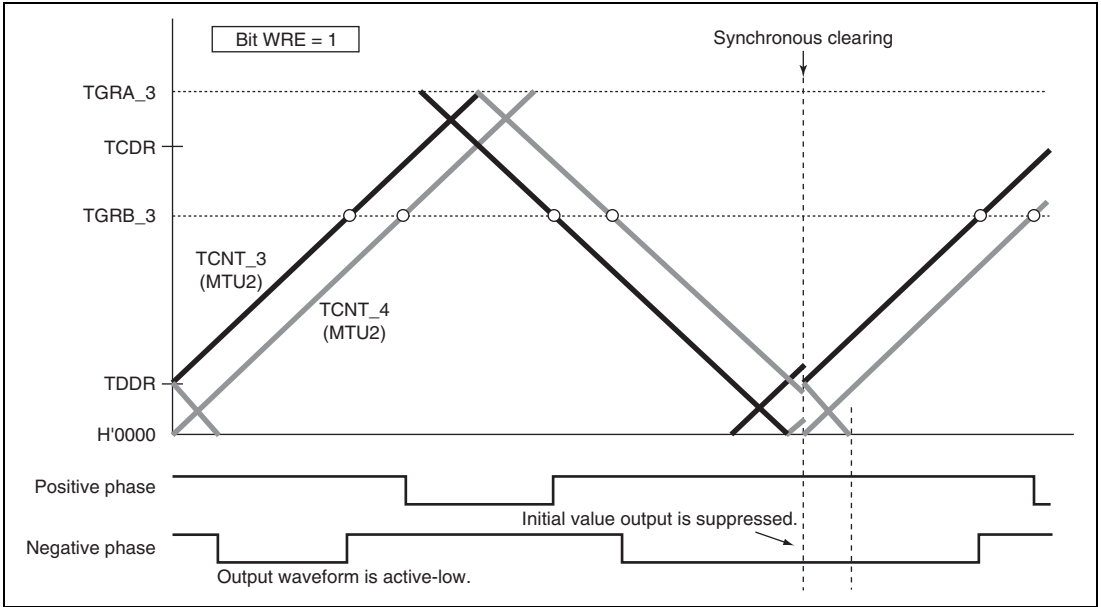 Bit WRE = 1
Synchronous clearing
TGRA_3
TCDR
TGRB_3
TCNT_3
(MTU2)
TCNT_4
(MTU2)
TDDR
H'0000
Positive phase
Initial value output is suppressed.
Negative phase
Output waveform is active-low.